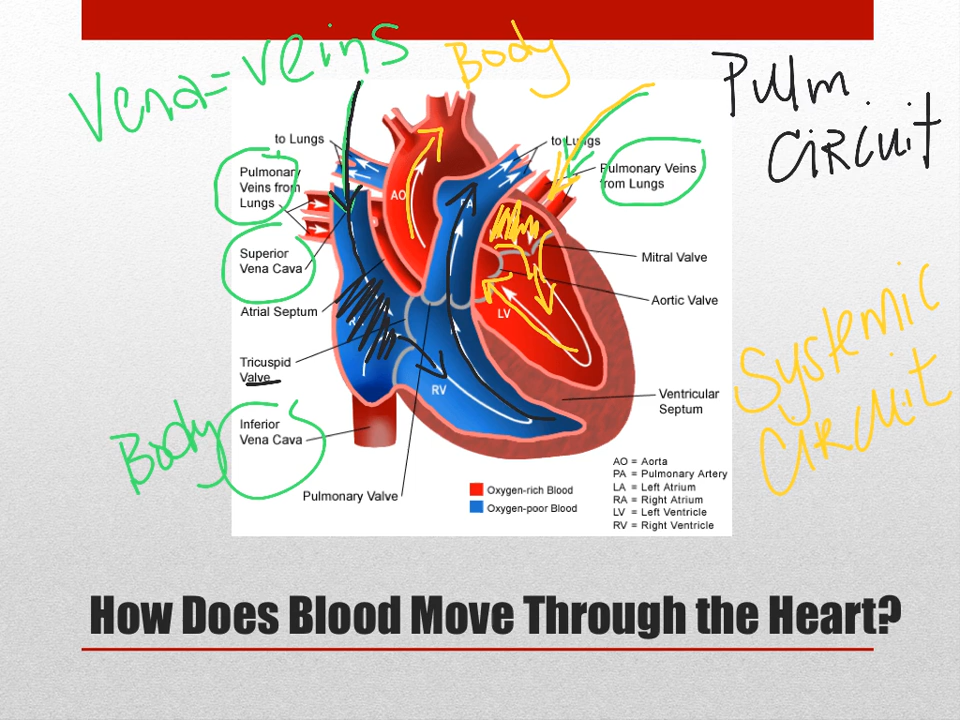 Vena=veins
Body
Pulm.
Circuit
to Lungs
to Lungs
Pulmonary
Veins from
Lungs
Pulmonary Veins
from Lungs
AO
PA
Superior
Vena Cava
Mitral Valve
Aortic Valve
Atrial Septum
LV
Tricuspid
Valve
RV
Systemic
Circuit
Ventricular
Septum
Body
Inferior
Vena Cava
Pulmonary Valve
Oxygen-rich Blood
Oxygen-poor Blood
AO = Aorta
PA = Pulmonary Artery
LA = Left Atrium
RA = Right Atrium
LV = Left Ventricle
RV = Right Ventricle
How Does Blood Move Through the Heart?